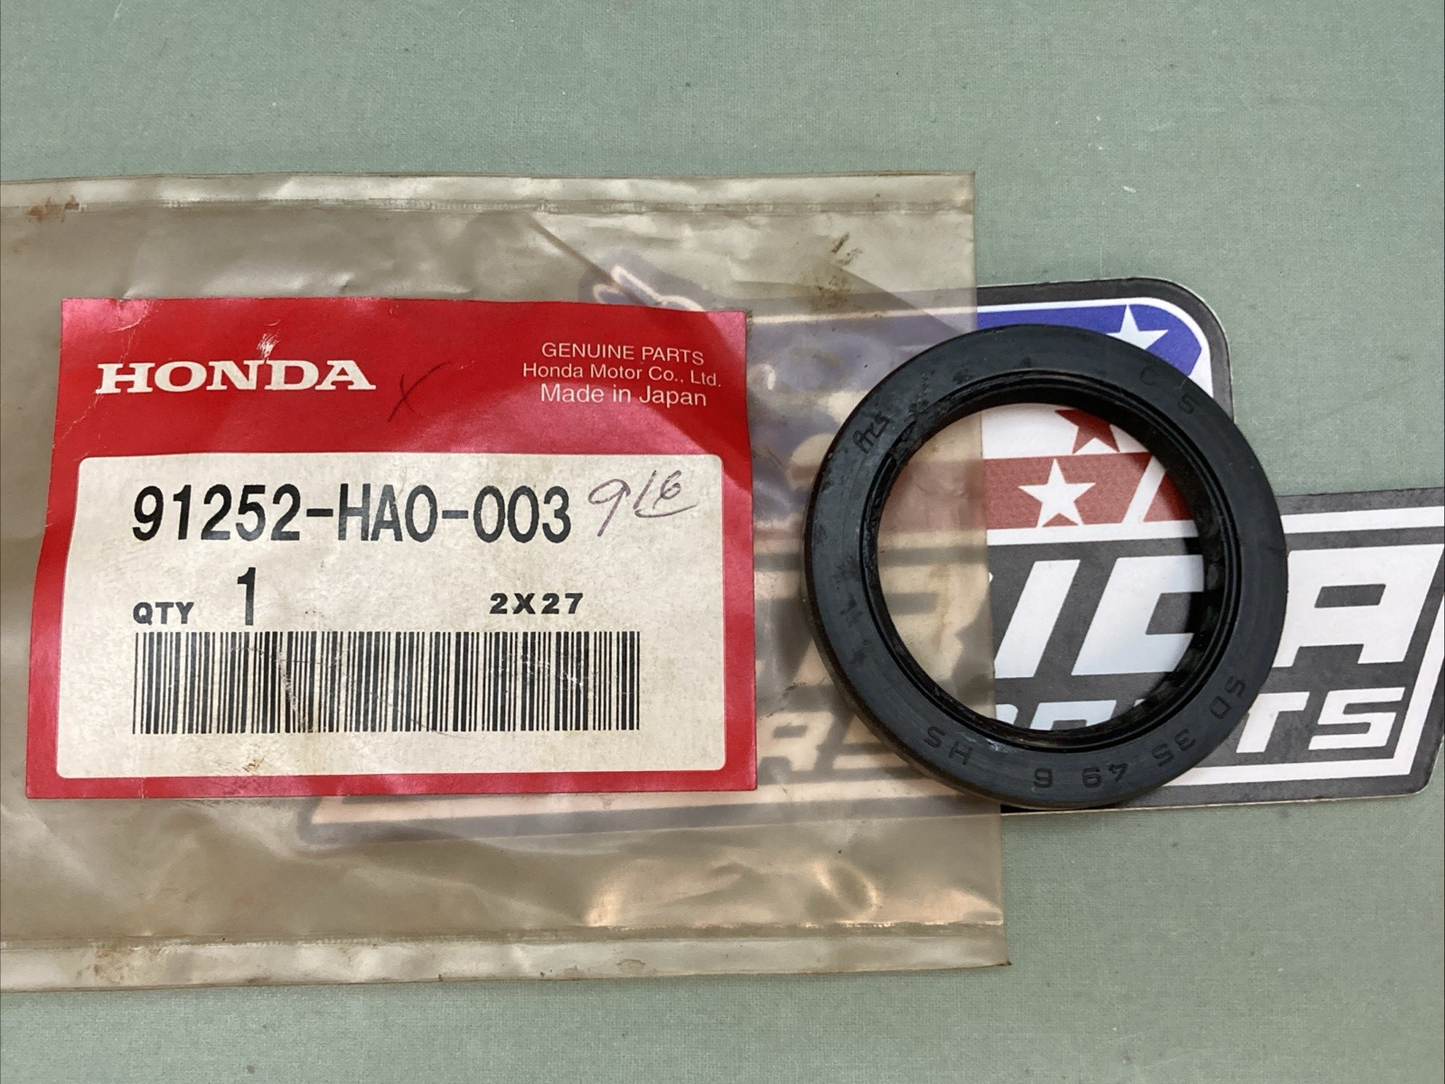 HONDA
GENUINE PARTS
Honda Motor Co., Ltd.
Made in Japan
91252-HA0-003
916
QTY 1 2X27
SD 35 49 6 HS